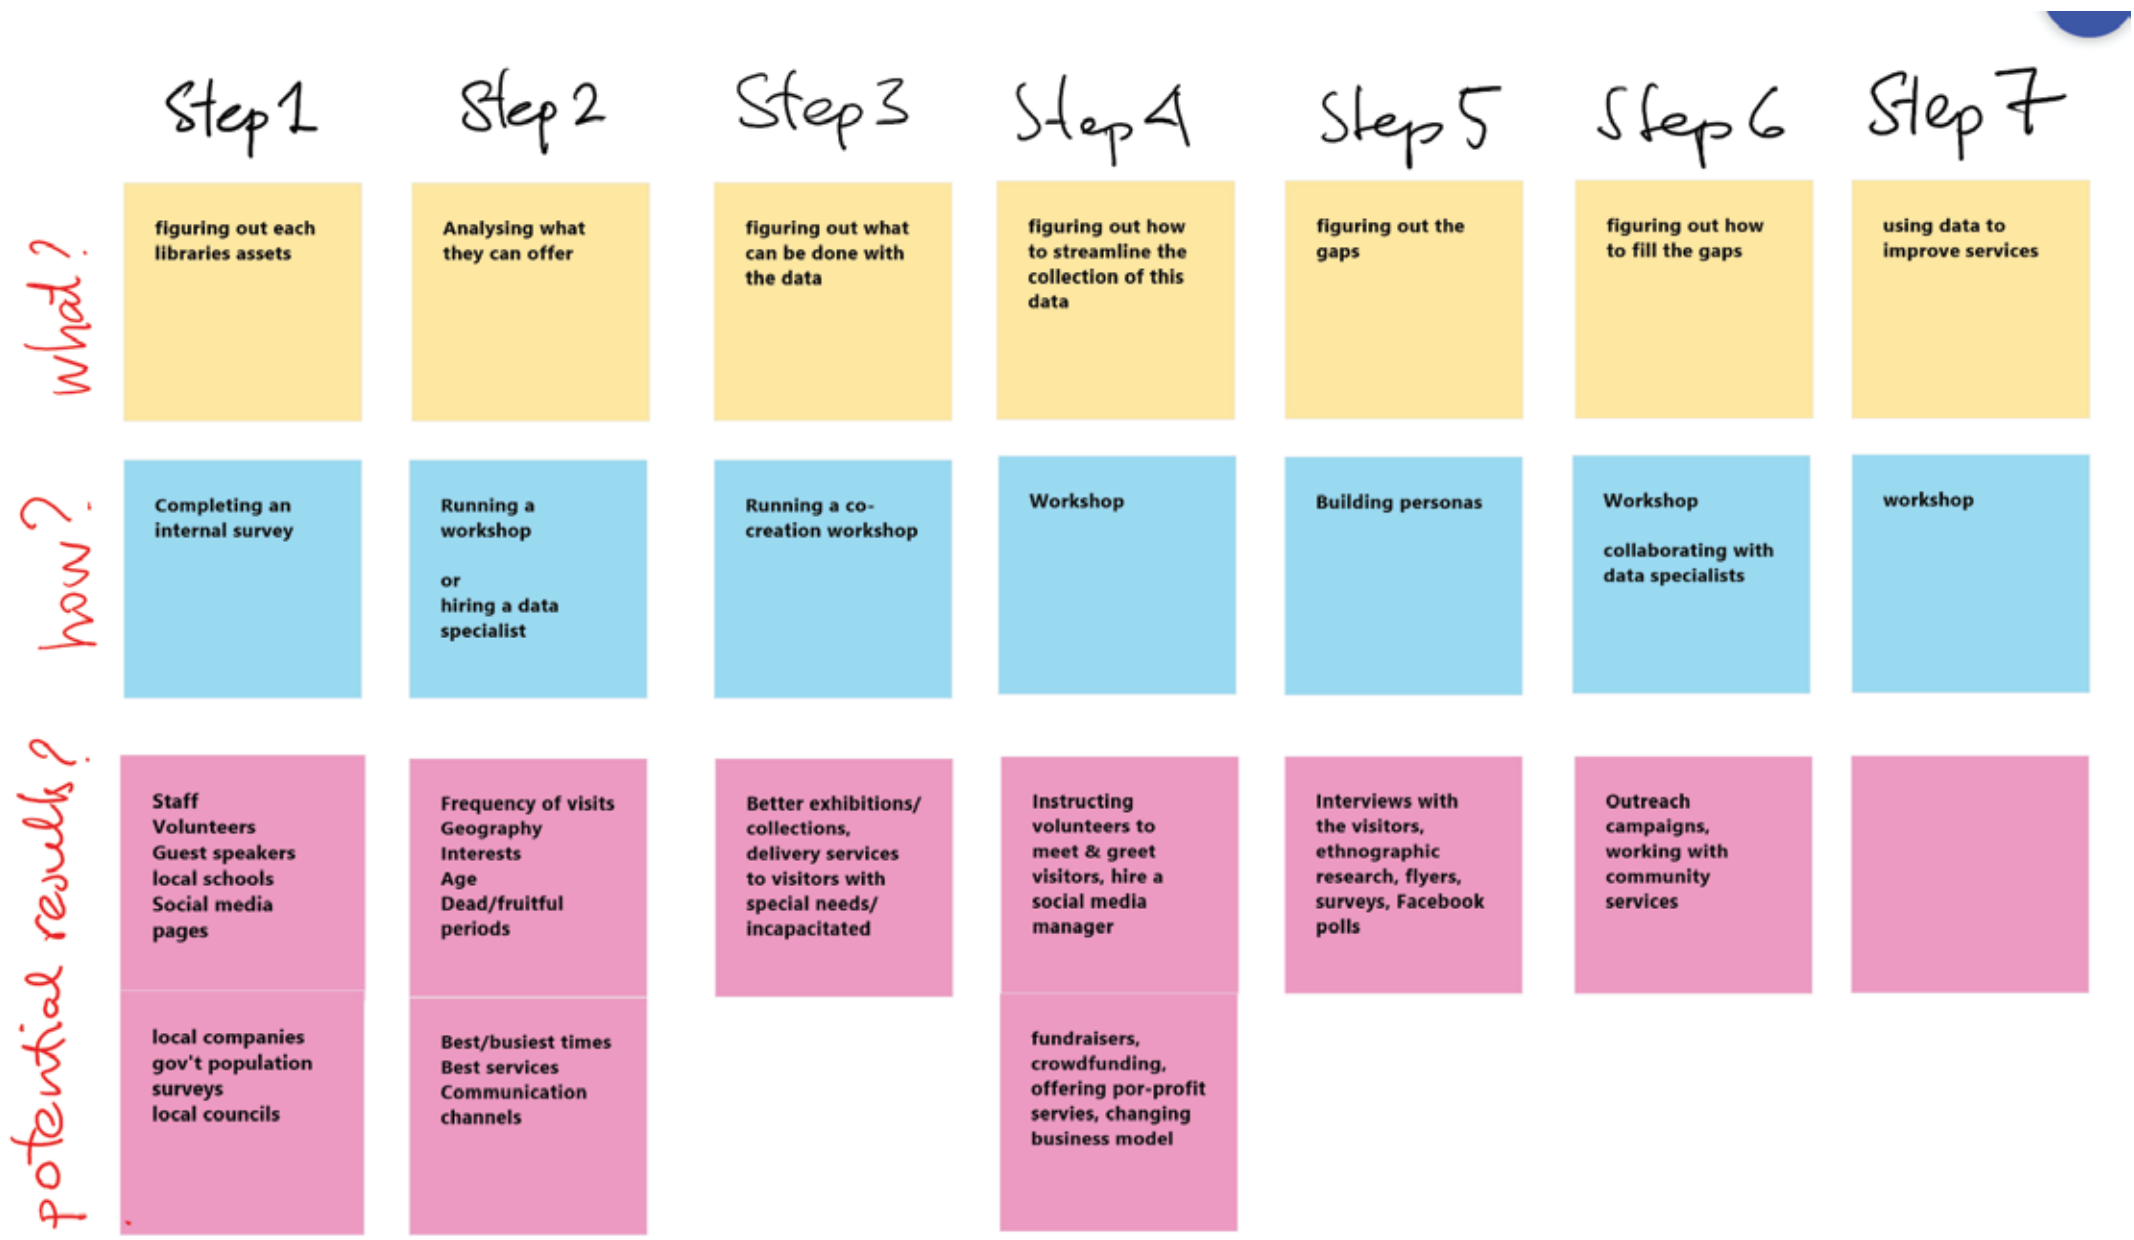 Step 1
Step 2
Step 3
Step 4
Step 5
Step 6
Step 7
what?
figuring out each
libraries assets
Analysing what
they can offer
figuring out what
can be done with
the data
figuring out how
to streamline the
collection of this
data
figuring out the
gaps
figuring out how
to fill the gaps
using data to
improve services
how?
Completing an
internal survey
Running a
workshop
or
hiring a data
specialist
Running a co-
creation workshop
Workshop
Building personas
Workshop
collaborating with
data specialists
workshop
potential results?
Staff
Volunteers
Guest speakers
local schools
Social media
pages
local companies
gov't population
surveys
local councils
Frequency of visits
Geography
Interests
Age
Dead/fruitful
periods
Best/busiest times
Best services
Communication
channels
Better exhibitions/
collections,
delivery services
to visitors with
special needs/
incapacitated
Instructing
volunteers to
meet & greet
visitors, hire a
social media
manager
fundraisers,
crowdfunding,
offering por-profit
servies, changing
business model
Interviews with
the visitors,
ethnographic
research, flyers,
surveys, Facebook
polls
Outreach
campaigns,
working with
community
services